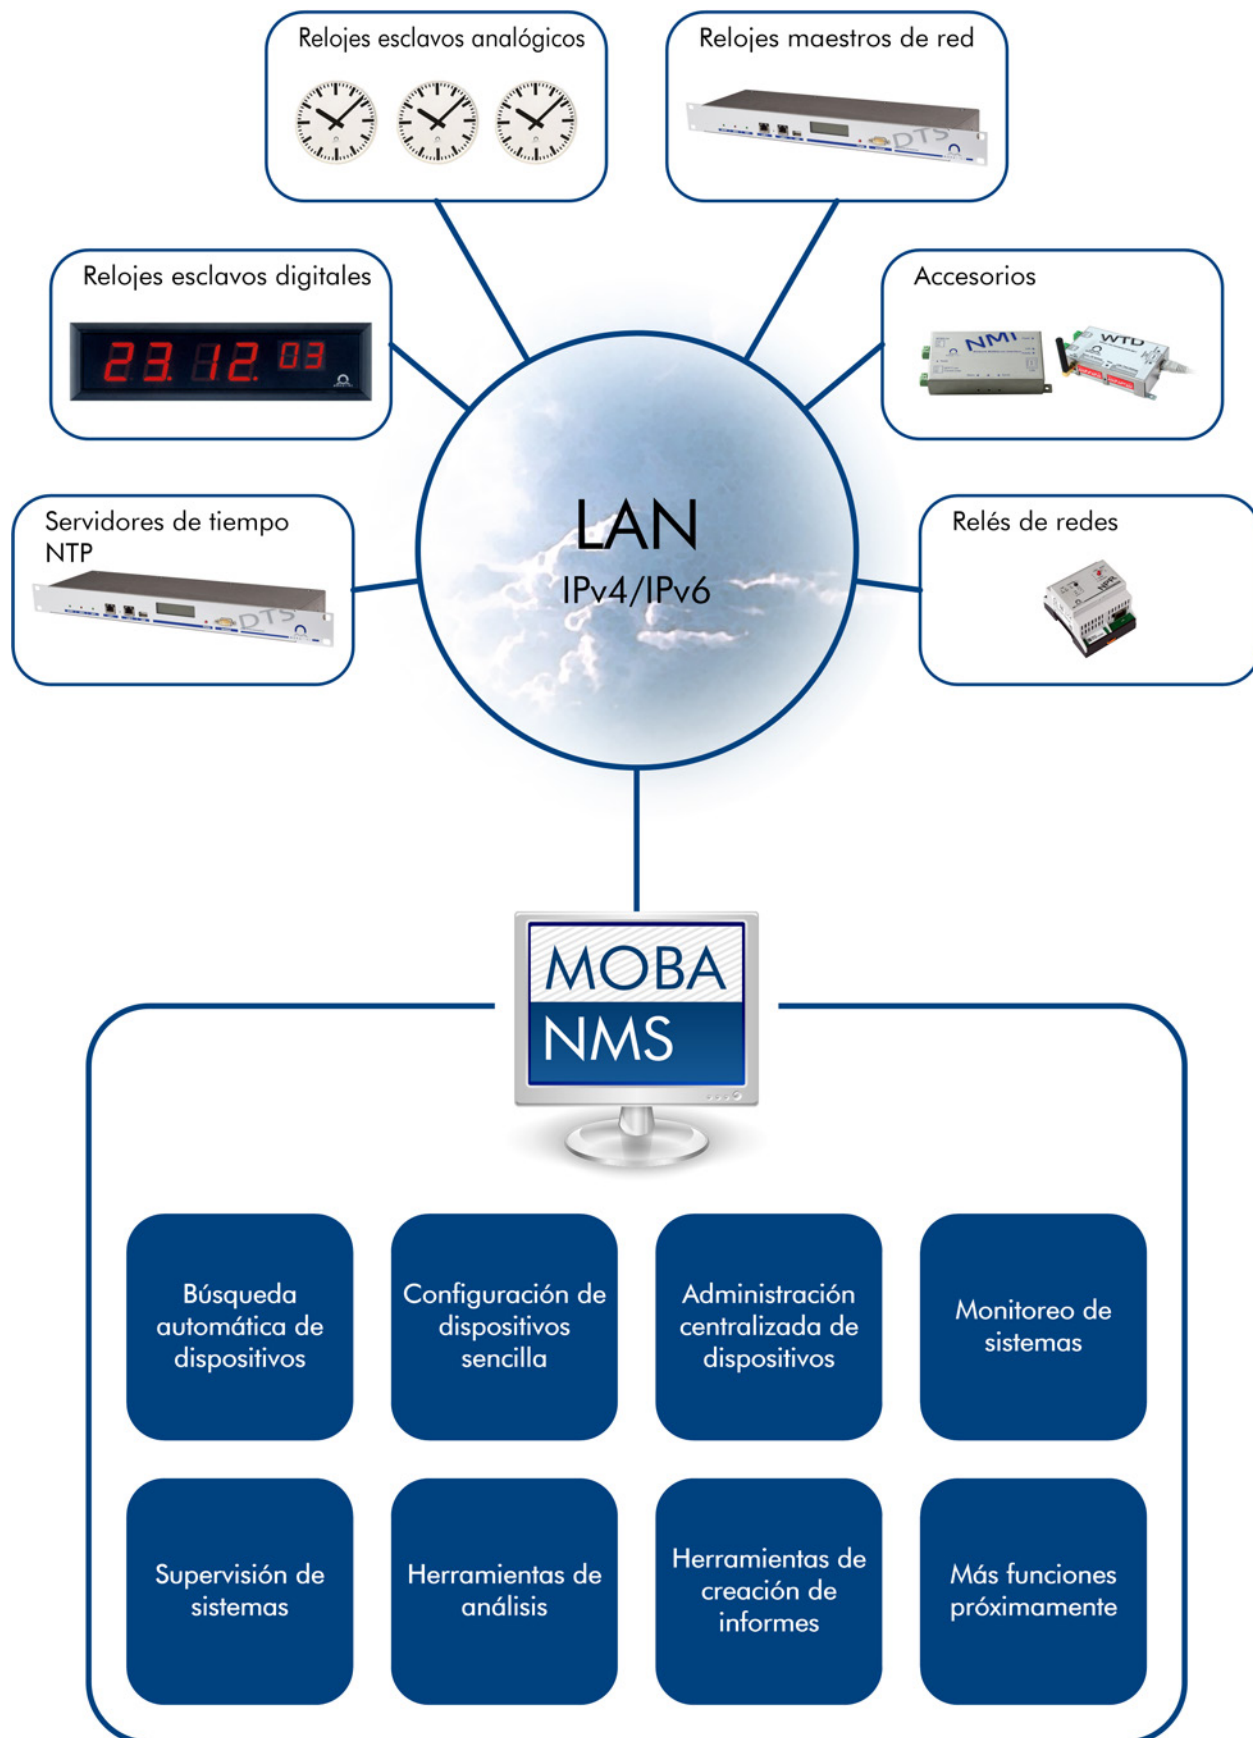 Relojes esclavos analógicos
Relojes maestros de red
DTS
Relojes esclavos digitales
23.12.03
Accesorios
NMI
WTD
Servidores de tiempo
NTP
DTS
LAN
IPv4/IPv6
Relés de redes
NPR
MOBA
NMS
Búsqueda
automática de
dispositivos
Configuración de
dispositivos
sencilla
Administración
centralizada de
dispositivos
Monitoreo de
sistemas
Supervisión de
sistemas
Herramientas de
análisis
Herramientas de
creación de
informes
Más funciones
próximamente